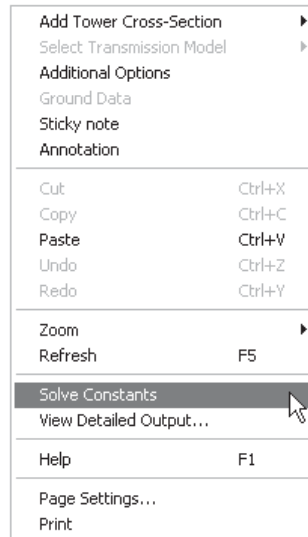 Add Tower Cross-Section
Select Transmission Model
Additional Options
Ground Data
Sticky note
Annotation
Cut Ctrl+X
Copy Ctrl+C
Paste Ctrl+V
Undo Ctrl+Z
Redo Ctrl+Y
Zoom
Refresh F5
Solve Constants
View Detailed Output...
Help F1
Page Settings...
Print